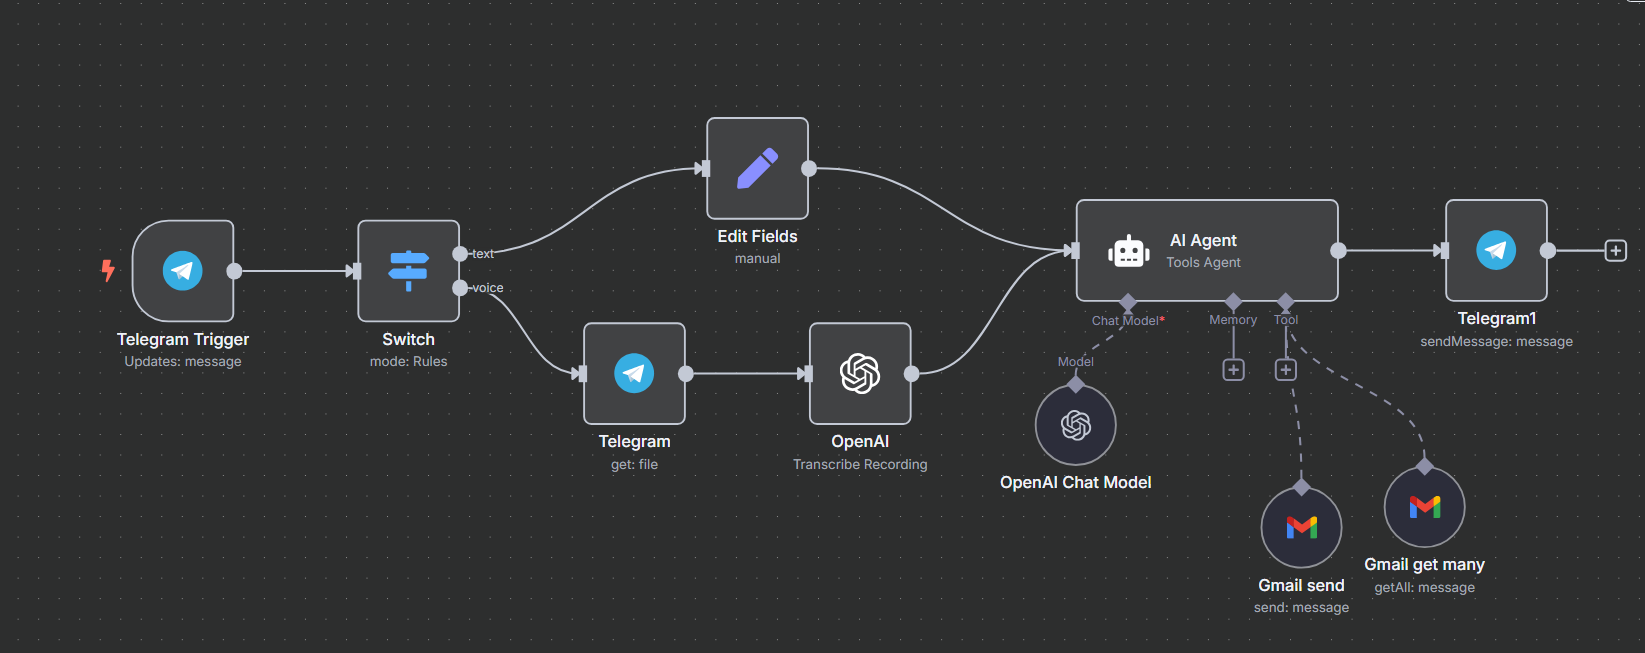 Telegram Trigger
Updates: message
Switch
mode: Rules
text
voice
Edit Fields
manual
Telegram
get: file
OpenAI
Transcribe Recording
AI Agent
Tools Agent
Chat Model*
Memory
Tool
Model
OpenAI Chat Model
Gmail send
send: message
Gmail get many
getAll: message
Telegram1
sendMessage: message